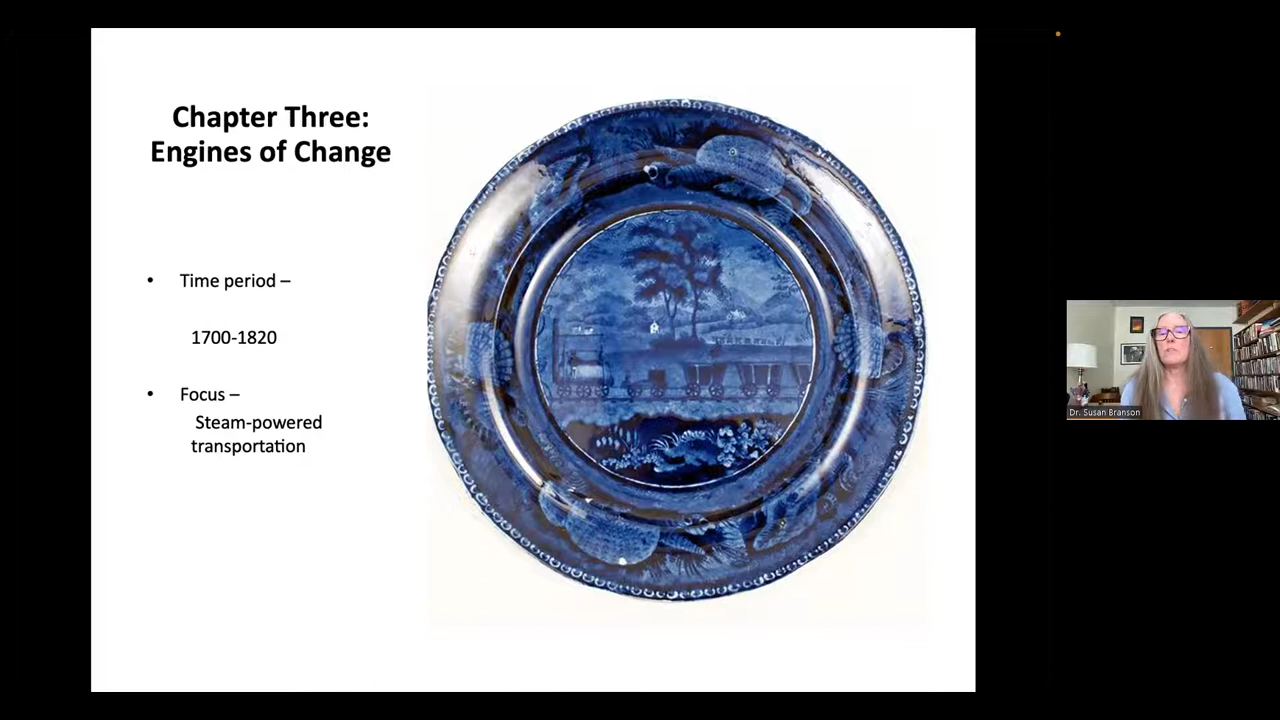 Chapter Three:
Engines of Change
• Time period –
1700-1820
• Focus –
Steam-powered
transportation
Dr. Susan Branson